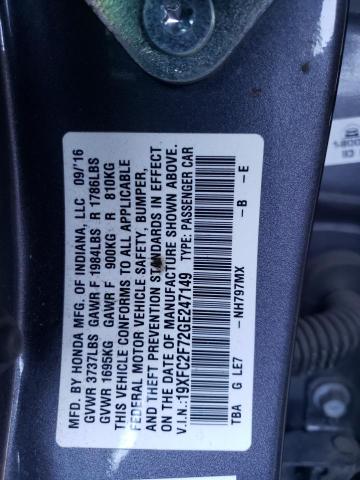 MFD. BY HONDA MFG. OF INDIANA, LLC 09/'16
GVWR 3737LBS GAWR F 1984LBS R 1786LBS
GVWR 1695KG GAWR F 900KG R 810KG
THIS VEHICLE CONFORMS TO ALL APPLICABLE
FEDERAL MOTOR VEHICLE SAFETY, BUMPER,
AND THEFT PREVENTION STANDARDS IN EFFECT
ON THE DATE OF MANUFACTURE SHOWN ABOVE.
V.I.N.:19XFC2F72GE247149 TYPE: PASSENGER CAR
TBA G LE7 -NH797MX -B -E